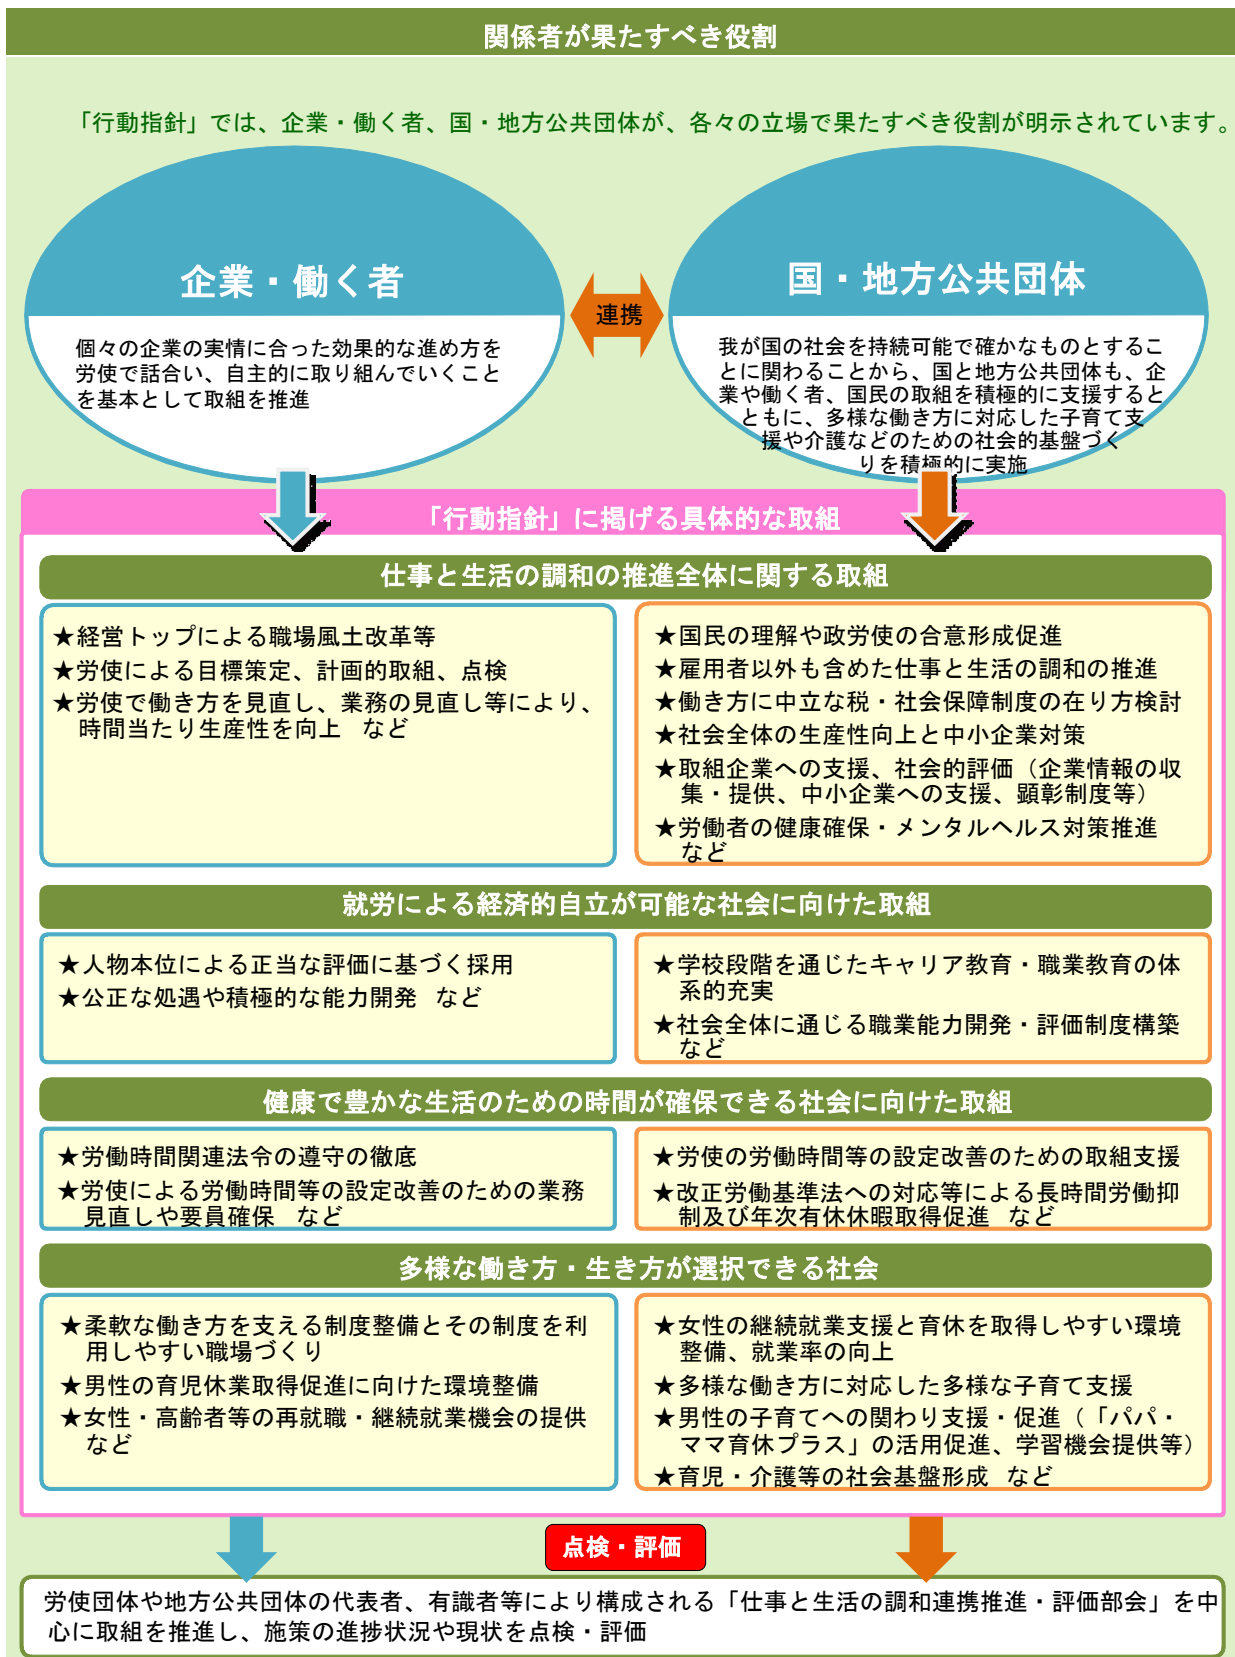 関係者が果たすべき役割
「行動指針」では、企業・働く者、国・地方公共団体が、各々の立場で果たすべき役割が明示されています。
企業・働く者
個々の企業の実情に合った効果的な進め方を
労使で話合い、自主的に取り組んでいくこと
を基本として取組を推進
連携
国・地方公共団体
我が国の社会を持続可能で確かなものとするこ
とに関わることから、国と地方公共団体も、企
業や働く者、国民の取組を積極的に支援すると
ともに、多様な働き方に対応した子育て支
援や介護などのための社会的基盤づく
りを積極的に実施
「行動指針」に掲げる具体的な取組
仕事と生活の調和の推進全体に関する取組
★経営トップによる職場風土改革等
★労使による目標策定、計画的取組、点検
★労使で働き方を見直し、業務の見直し等により、
時間当たり生産性を向上 など
★国民の理解や政労使の合意形成促進
★雇用者以外も含めた仕事と生活の調和の推進
★働き方に中立な税・社会保障制度の在り方検討
★社会全体の生産性向上と中小企業対策
★取組企業への支援、社会的評価（企業情報の収
集・提供、中小企業への支援、顕彰制度等）
★労働者の健康確保・メンタルヘルス対策推進
など
就労による経済的自立が可能な社会に向けた取組
★人物本位による正当な評価に基づく採用
★公正な処遇や積極的な能力開発 など
★学校段階を通じたキャリア教育・職業教育の体
系的充実
★社会全体に通じる職業能力開発・評価制度構築
など
健康で豊かな生活のための時間が確保できる社会に向けた取組
★労働時間関連法令の遵守の徹底
★労使による労働時間等の設定改善のための業務
見直しや要員確保 など
★労使の労働時間等の設定改善のための取組支援
★改正労働基準法への対応等による長時間労働抑
制及び年次有休休暇取得促進 など
多様な働き方・生き方が選択できる社会
★柔軟な働き方を支える制度整備とその制度を利
用しやすい職場づくり
★男性の育児休業取得促進に向けた環境整備
★女性・高齢者等の再就職・継続就業機会の提供
など
★女性の継続就業支援と育休を取得しやすい環境
整備、就業率の向上
★多様な働き方に対応した多様な子育て支援
★男性の子育てへの関わり支援・促進（「パパ・
ママ育休プラス」の活用促進、学習機会提供等）
★育児・介護等の社会基盤形成 など
点検・評価
労使団体や地方公共団体の代表者、有識者等により構成される「仕事と生活の調和連携推進・評価部会」を中
心に取組を推進し、施策の進捗状況や現状を点検・評価